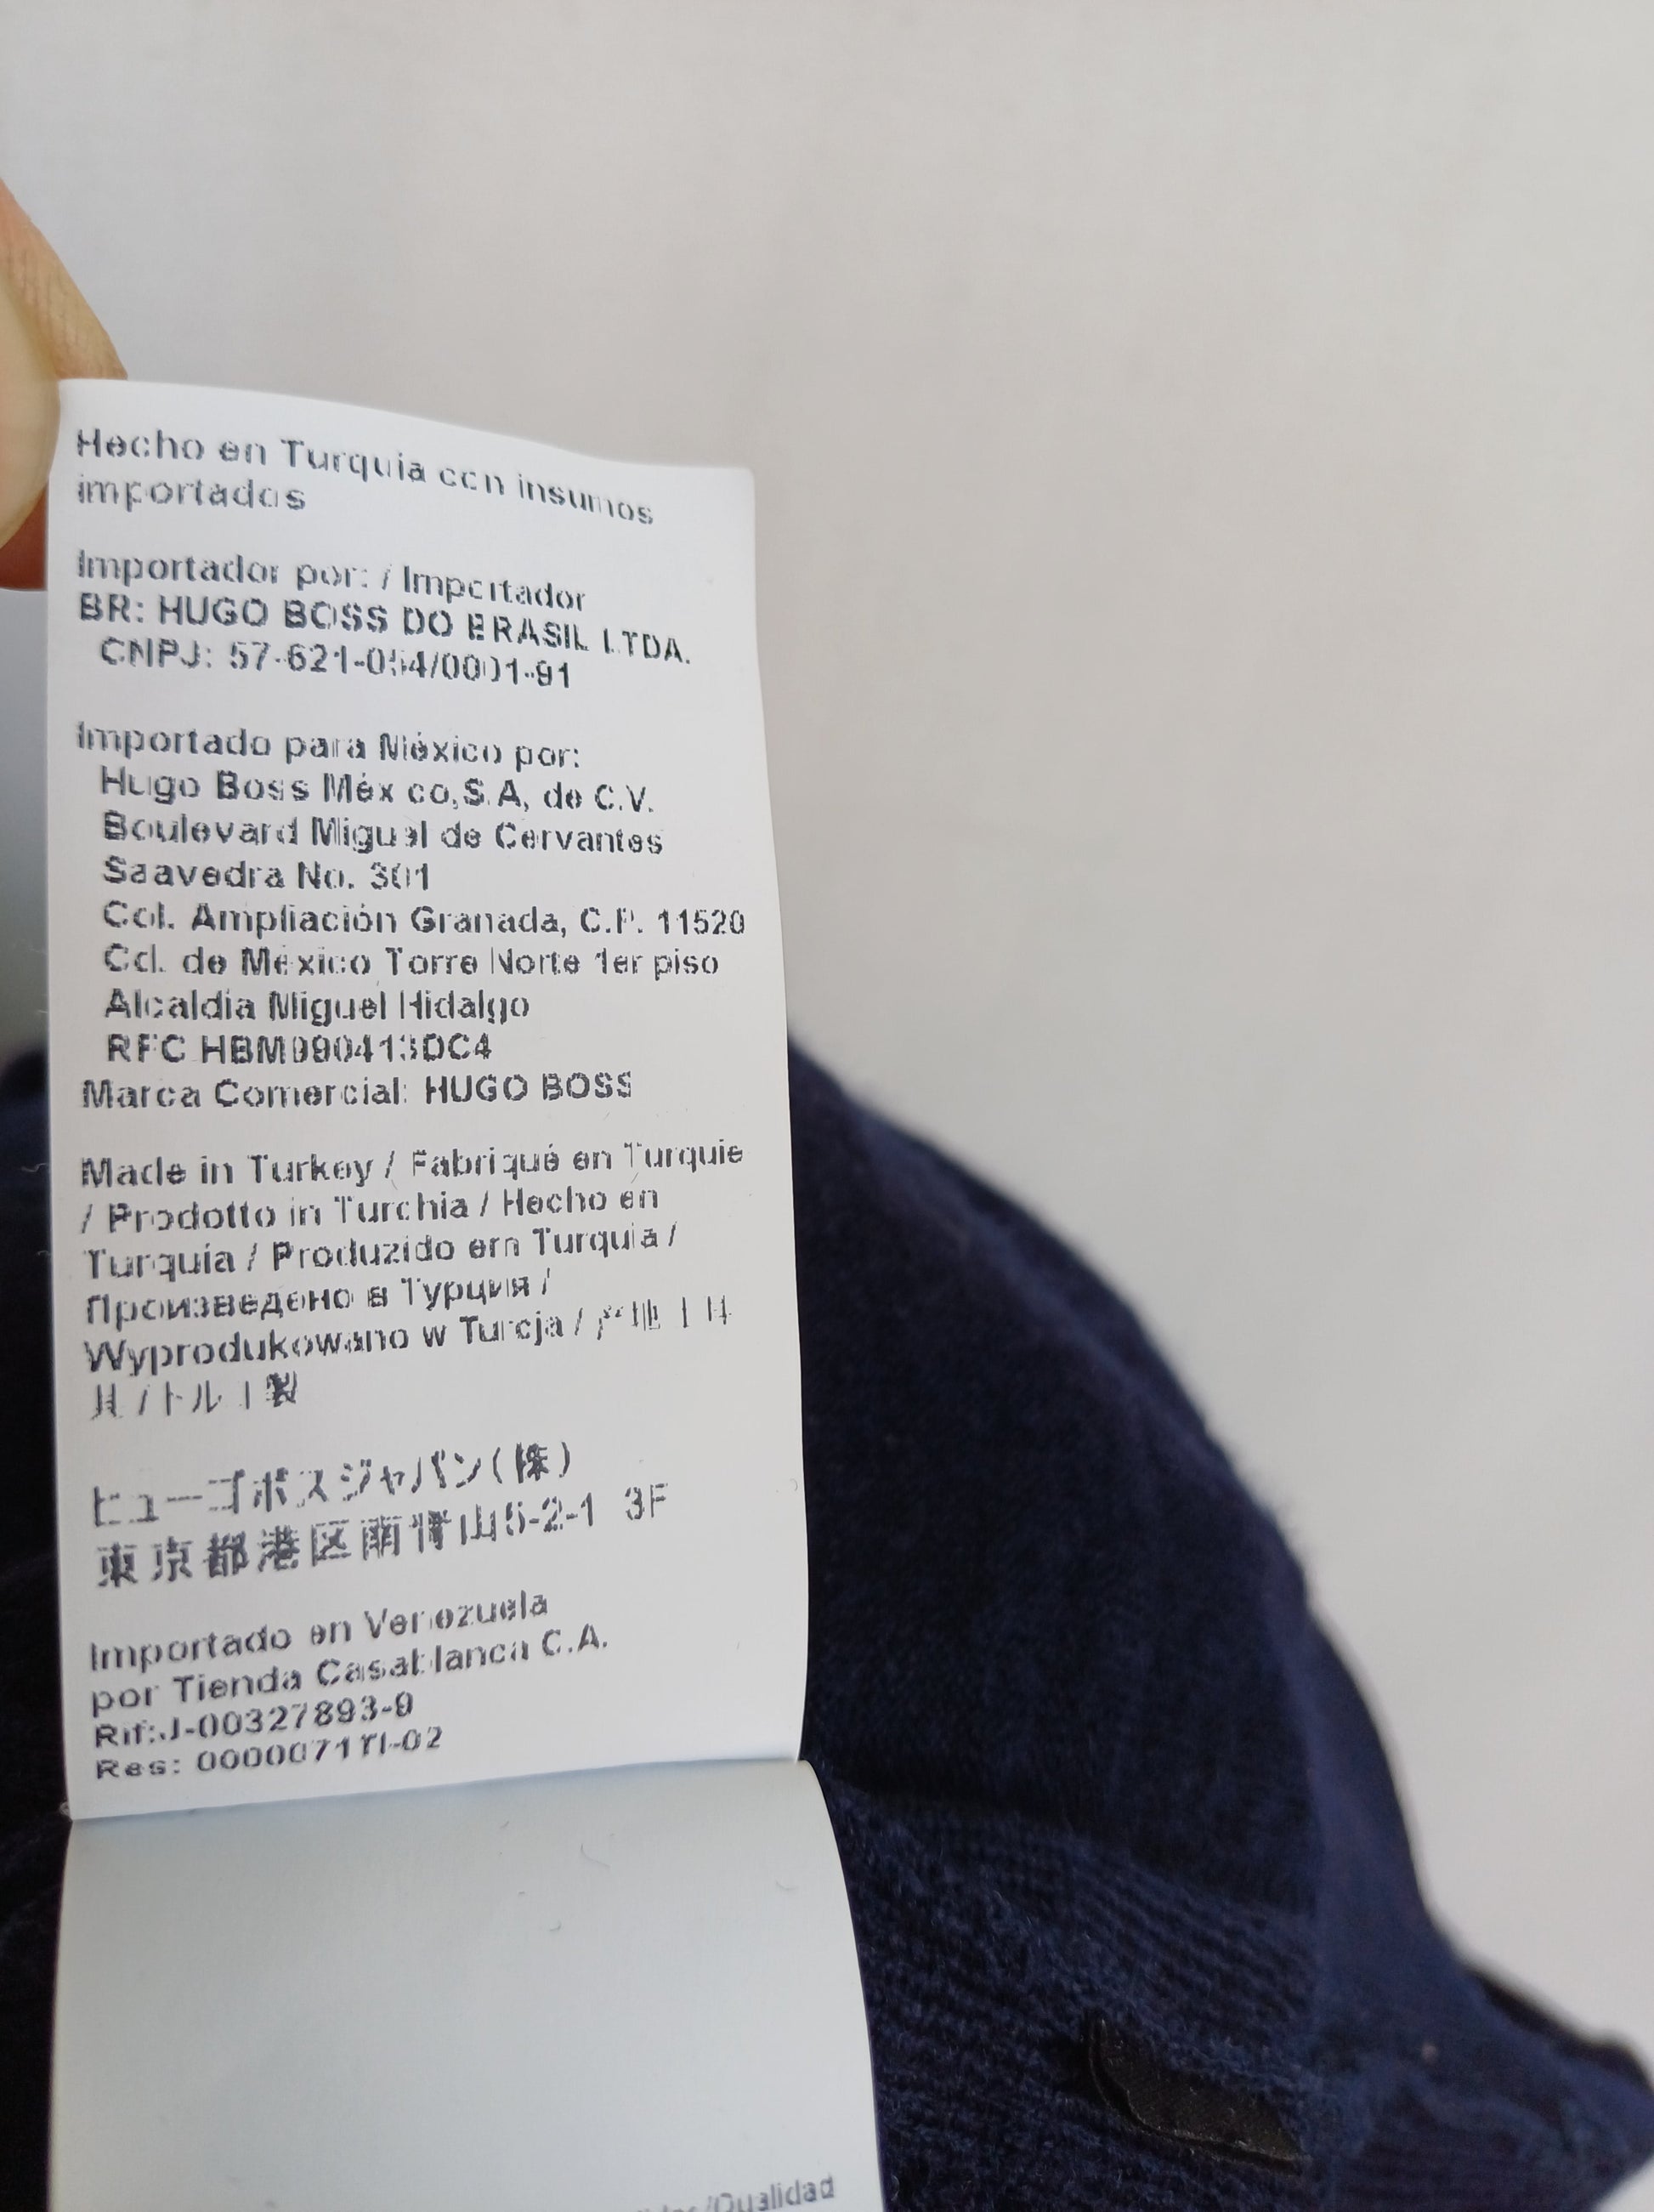 Hecho en Turquia con insumos
importados
Importador por: / Importador
BR: HUGO BOSS DO BRASIL LTDA.
CNPJ: 57-621-054/0001-91
Importado para México por:
Hugo Boss México,S.A, de C.V.
Boulevard Miguel de Cervantes
Saavedra No. 301
Col. Ampliación Granada, C.P. 11520
Cd. de México Torre Norte 1er piso
Alcaldia Miguel Hidalgo
RFC HBM990413DC4
Marca Comercial: HUGO BOSS
Made in Turkey / Fabriqué en Turquie
/ Prodotto in Turchia / Hecho en
Turquía / Produzido em Turquia /
Произведено в Турция /
Wyprodukowano w Turcja / 产地 土耳
其 / トルコ製
ヒューゴボスジャパン(株)
東京都港区南青山5-2-1 3F
Importado en Venezuela
por Tienda Casablanca C.A.
Rif:J-00327893-9
Res:
/Qualidad